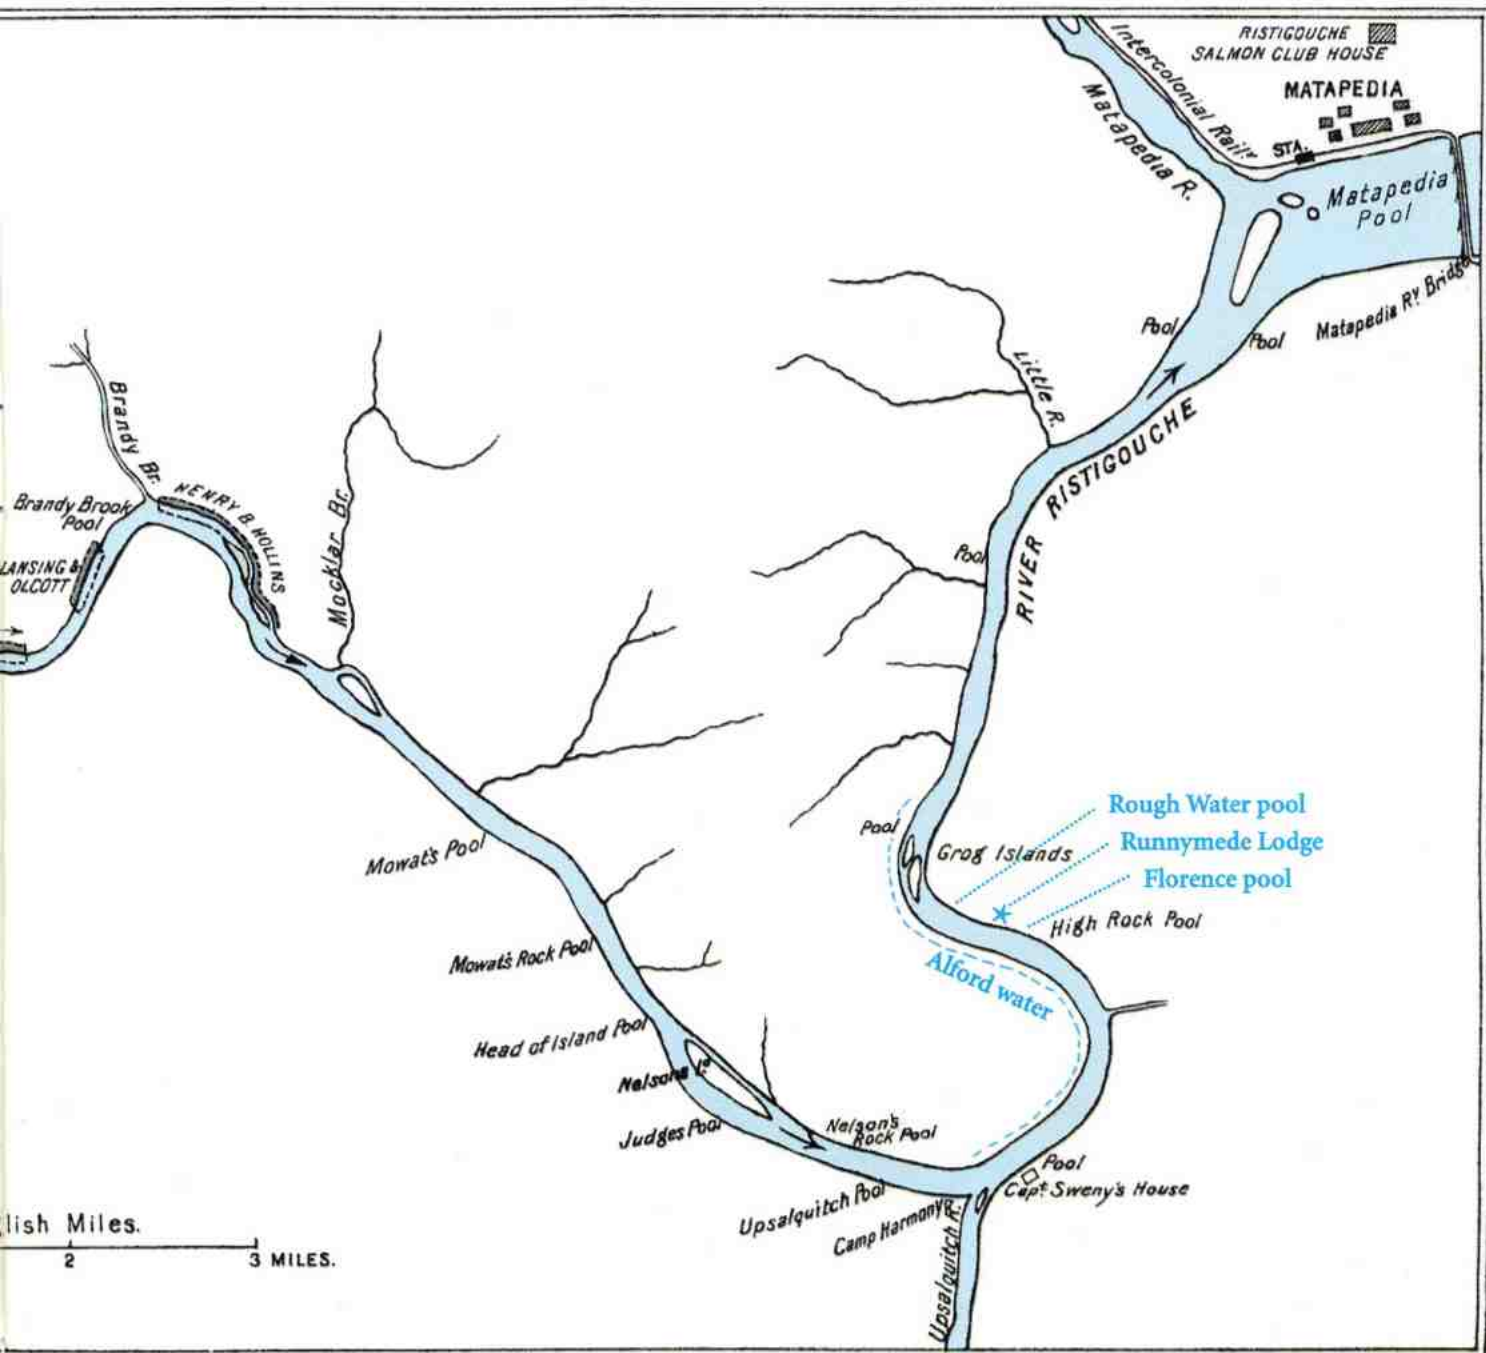 RISTIGOUCHE
SALMON CLUB HOUSE
MATAPEDIA
STA.
Intercolonial Railʸ
Matapedia R.
Matapedia
Pool
Matapedia Rʸ. Bridge
Pool
Pool
Little R.
RIVER RISTIGOUCHE
Pool
Brandy Br.
Brandy Brook
Pool
HENRY B. HOLLINS
LANSING &
OLCOTT
Mocklar Br.
Rough Water pool
Runnymede Lodge
Florence pool
Pool
Grog Islands
High Rock Pool
Alford water
Mowat's Pool
Mowat's Rock Pool
Head of Island Pool
Nelsons Iᵈ
Judges Pool
Nelson's
Rock Pool
Pool
Capᵗ. Sweny's House
Upsalquitch Pool
Camp Harmony
Upsalquitch R.
lish Miles.
2
3 MILES.